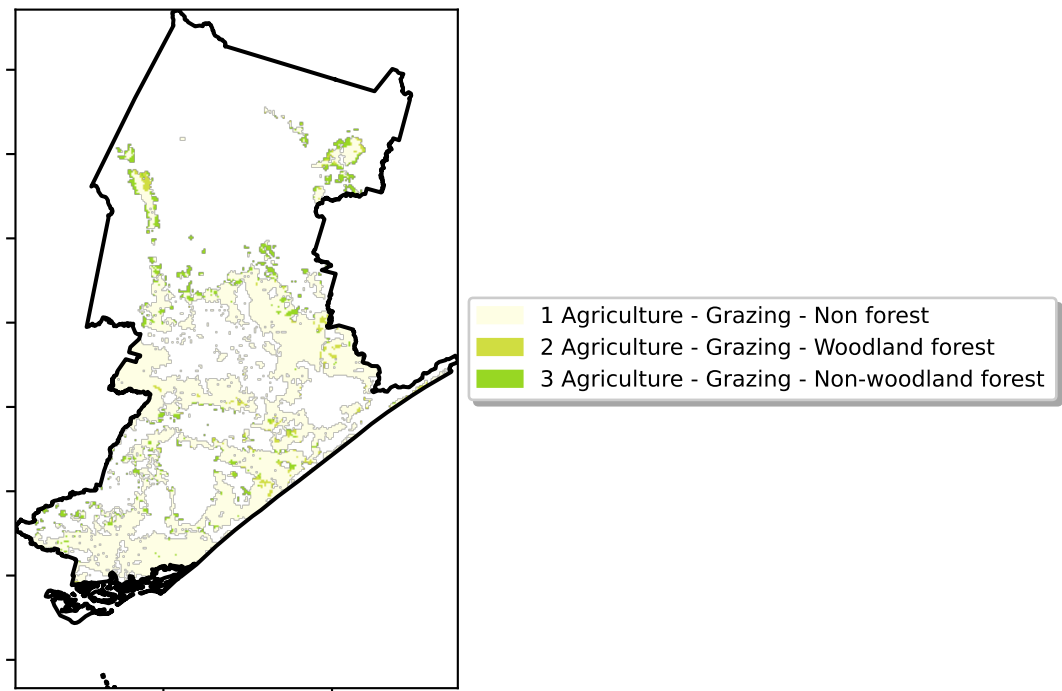 1 Agriculture - Grazing - Non forest
2 Agriculture - Grazing - Woodland forest
3 Agriculture - Grazing - Non-woodland forest